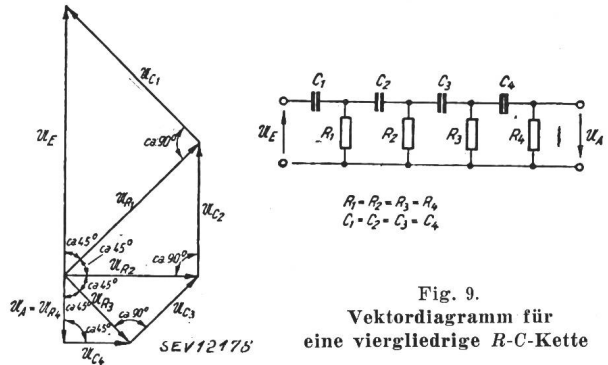 𝔘C1
𝔘E
ca 90°
𝔘R1
𝔘C2
ca 45°
ca 45°
𝔘R2
ca 90°
ca 45°
𝔘A = 𝔘R4
ca 45°
𝔘R3
ca 90°
𝔘C3
ca 45°
𝔘C4
SEV12178
C1 C2 C3 C4
𝔘E R1 R2 R3 R4 𝔘A
R1 = R2 = R3 = R4
C1 = C2 = C3 = C4
Fig. 9.
Vektordiagramm für
eine viergliedrige R-C-Kette